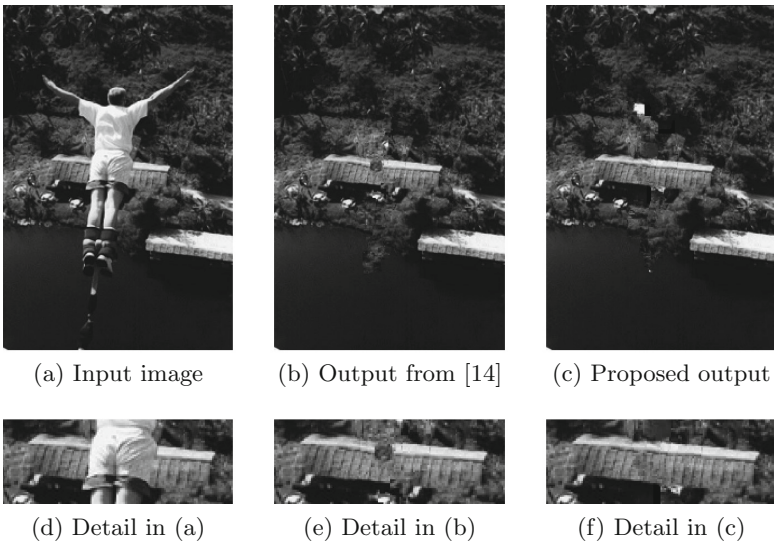 (a) Input image
(b) Output from [14]
(c) Proposed output
(d) Detail in (a)
(e) Detail in (b)
(f) Detail in (c)